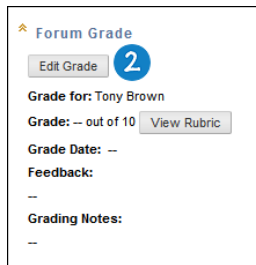 Forum Grade
Edit Grade 2
Grade for: Tony Brown
Grade: -- out of 10 View Rubric
Grade Date: --
Feedback:
--
Grading Notes:
--